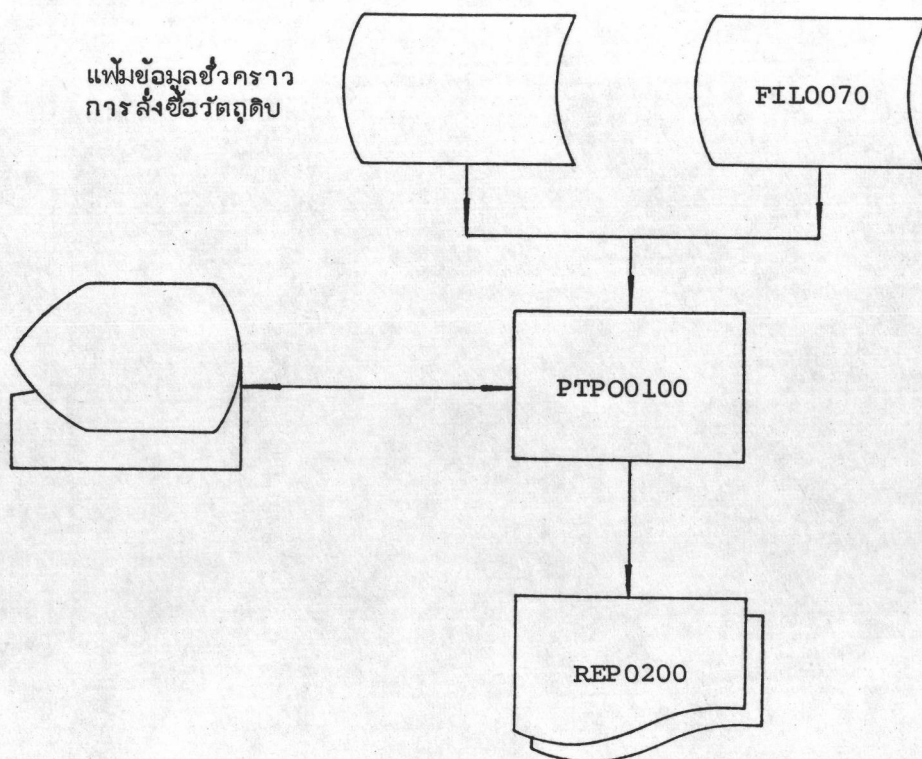 แฟ้มข้อมูลชั่วคราว
การสั่งซื้อวัตถุดิบ
FIL0070
PTPO0100
REP0200